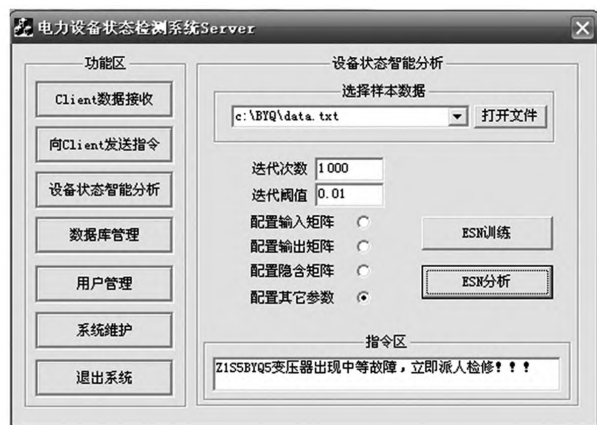 电力设备状态检测系统Server
功能区
Client数据接收
向Client发送指令
设备状态智能分析
数据库管理
用户管理
系统维护
退出系统
设备状态智能分析
选择样本数据
c:\BYQ\data.txt
打开文件
迭代次数 1000
迭代阈值 0.01
配置输入矩阵
配置输出矩阵
配置隐含矩阵
配置其它参数
ESN训练
ESN分析
指令区
Z1S5BYQ5变压器出现中等故障，立即派人检修！！！